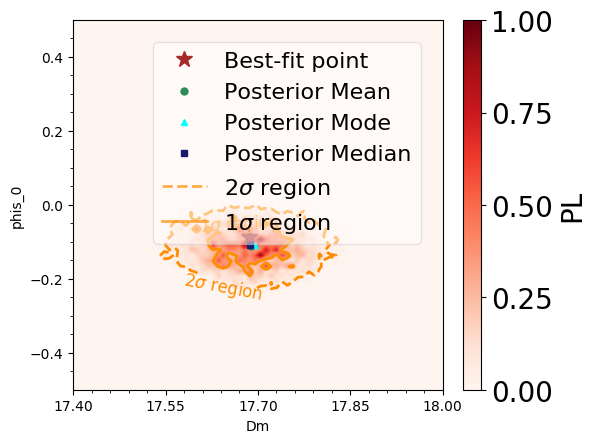 0.4
0.2
0.0
−0.2
−0.4
phis_0
17.40
17.55
17.70
17.85
18.00
Dm
Best-fit point
Posterior Mean
Posterior Mode
Posterior Median
2σ region
1σ region
2σ region
1.00
0.75
0.50
0.25
0.00
PL